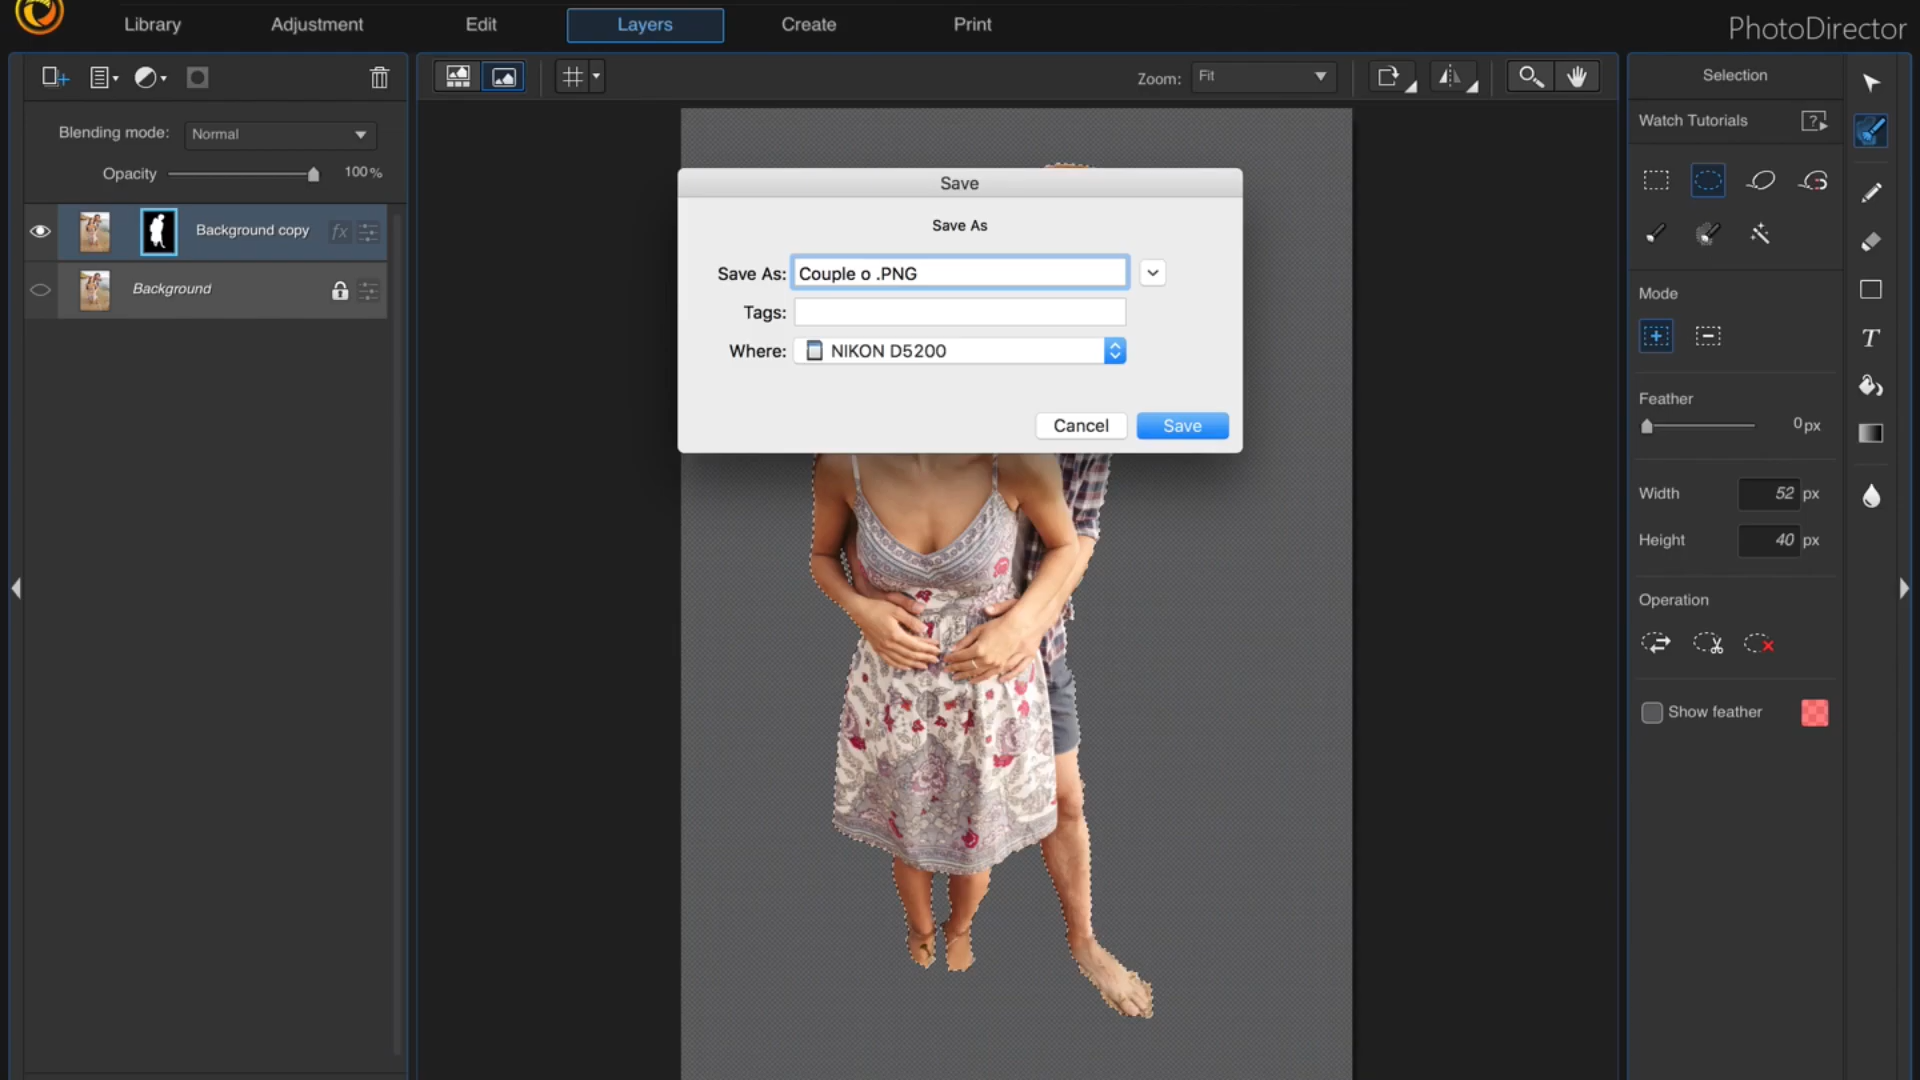 Library Adjustment Edit Layers Create Print PhotoDirector
Zoom: Fit
Selection
Watch Tutorials
Blending mode: Normal
Opacity 100 %
Background copy fx
Background
Save
Save As
Save As: Couple o .PNG
Tags:
Where: NIKON D5200
Cancel Save
Mode
Feather
0 px
Width 52 px
Height 40 px
Operation
Show feather
T